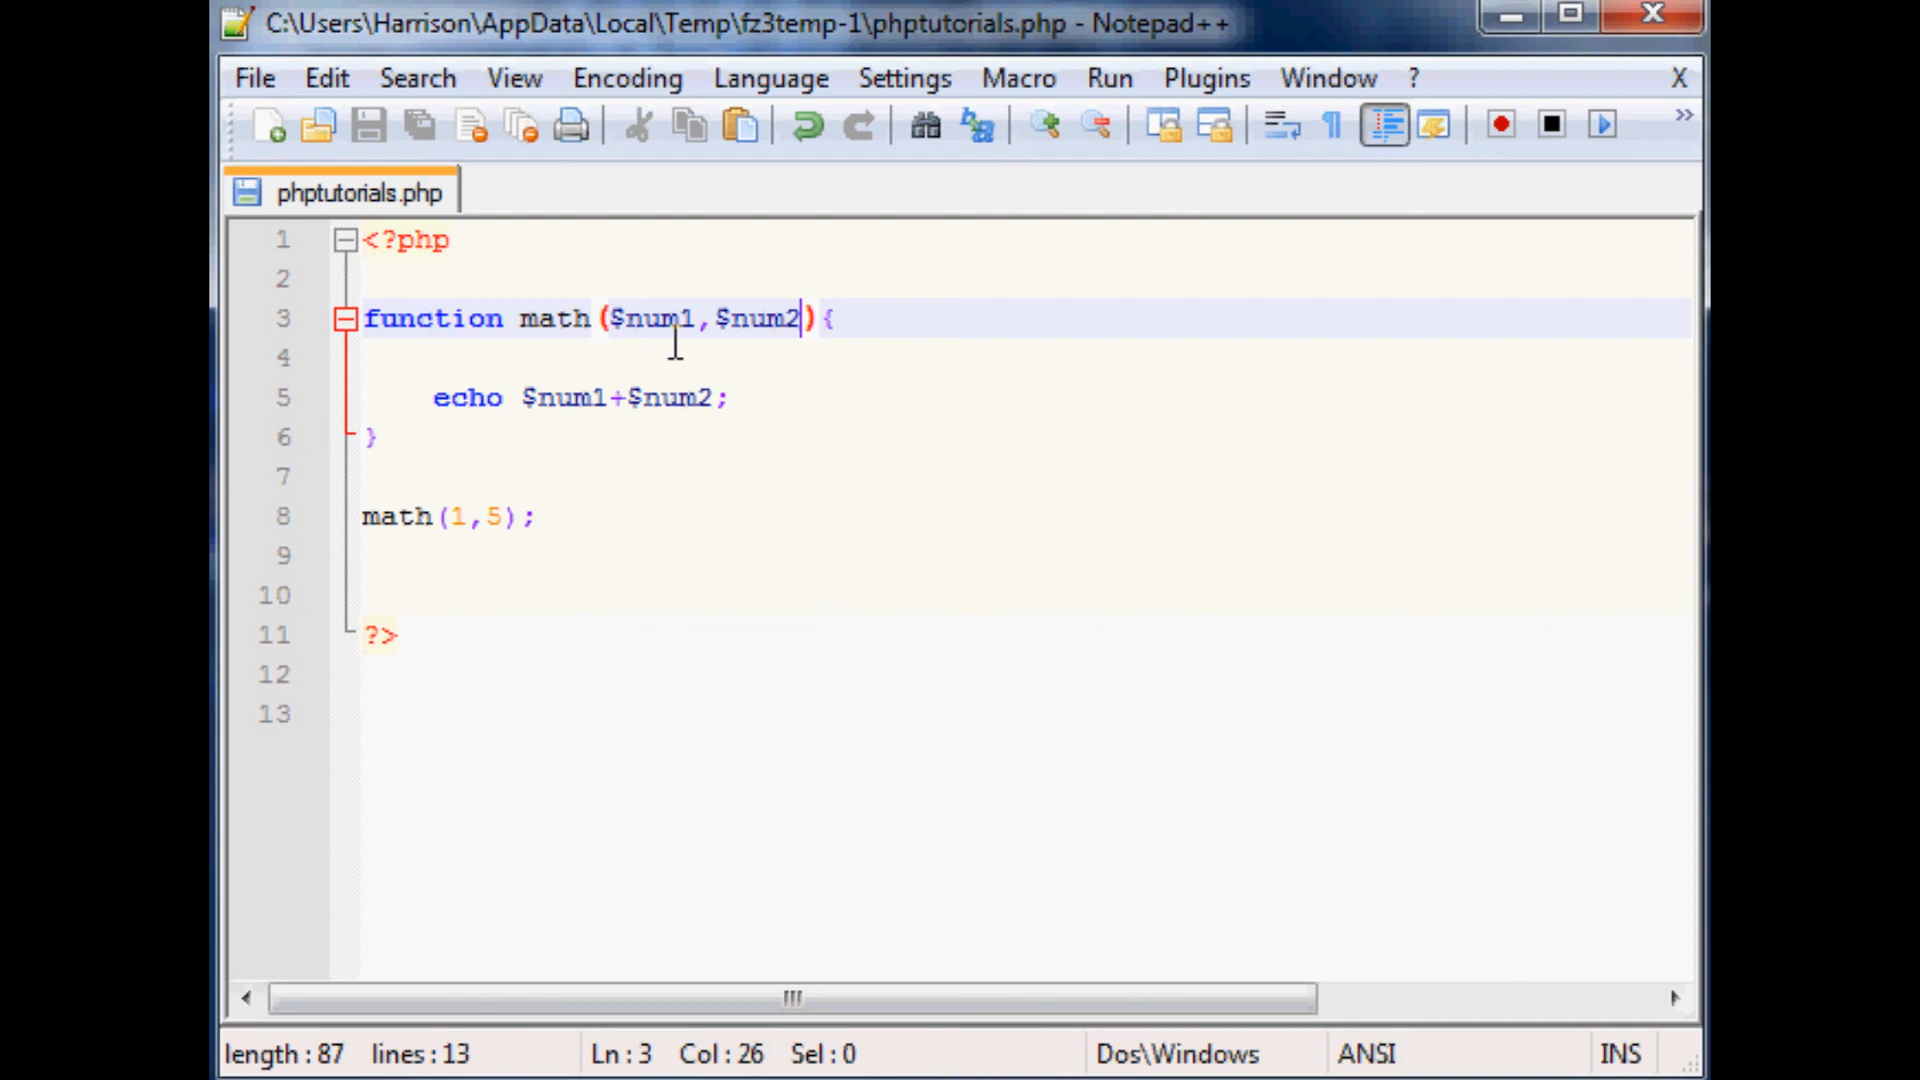 C:\Users\Harrison\AppData\Local\Temp\fz3temp-1\phptutorials.php - Notepad++
File Edit Search View Encoding Language Settings Macro Run Plugins Window ? X
phptutorials.php
1 <?php
2
3 function math ($num1,$num2){
4
5 echo $num1+$num2;
6 }
7
8 math(1,5);
9
10
11 ?>
12
13
length : 87 lines : 13 Ln : 3 Col : 26 Sel : 0 Dos\Windows ANSI INS